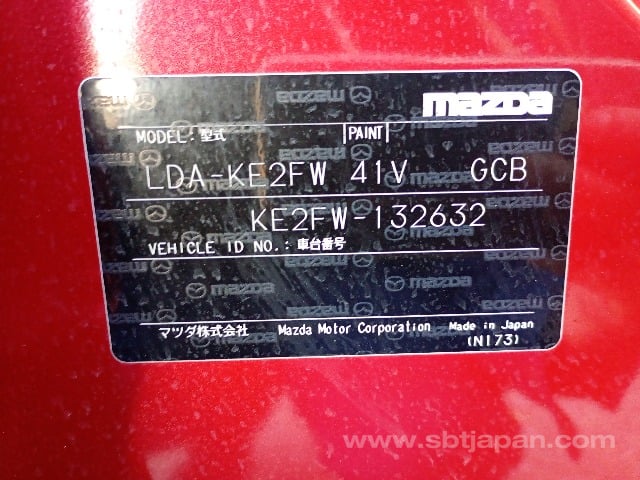 mazda
MODEL:型式 PAINT
LDA-KE2FW 41V GCB
KE2FW-132632
VEHICLE ID NO.:車台番号
マツダ株式会社 Mazda Motor Corporation Made in Japan
(N173)
www.sbtjapan.com